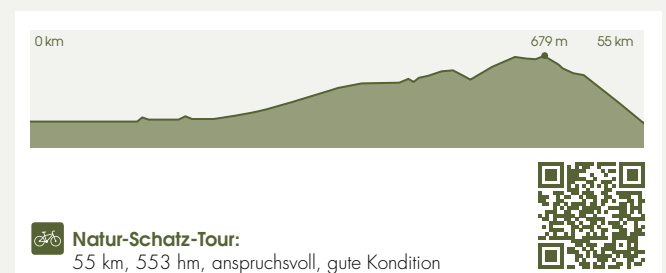 0 km 679 m 55 km
Natur-Schatz-Tour:
55 km, 553 hm, anspruchsvoll, gute Kondition